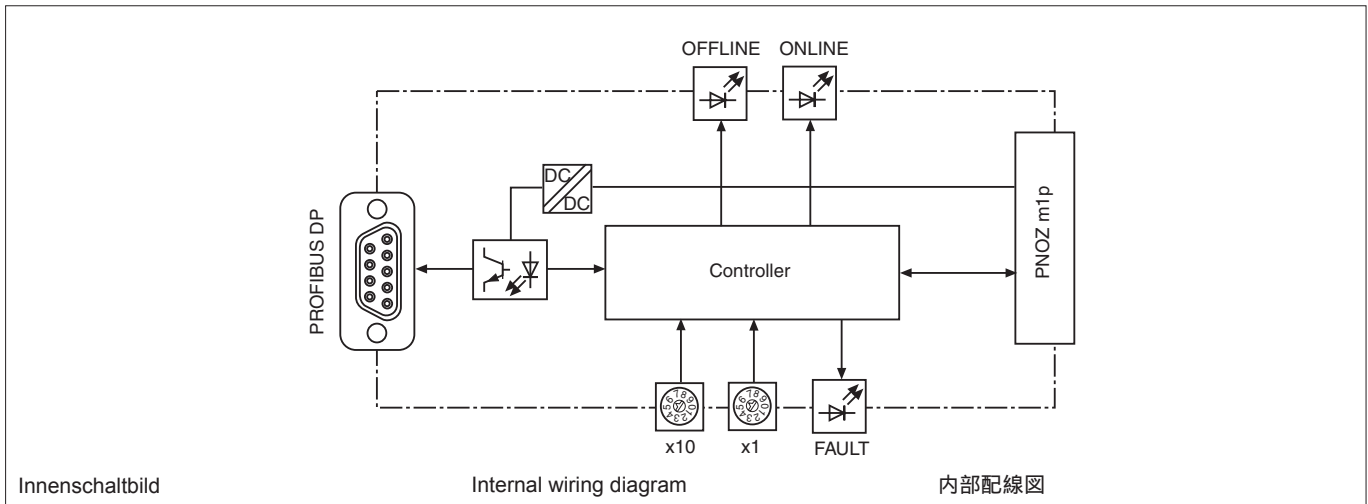 OFFLINE ONLINE
DC
DC
PROFIBUS DP
Controller
PNOZ m1p
x10 x1 FAULT
Innenschaltbild Internal wiring diagram 内部配線図